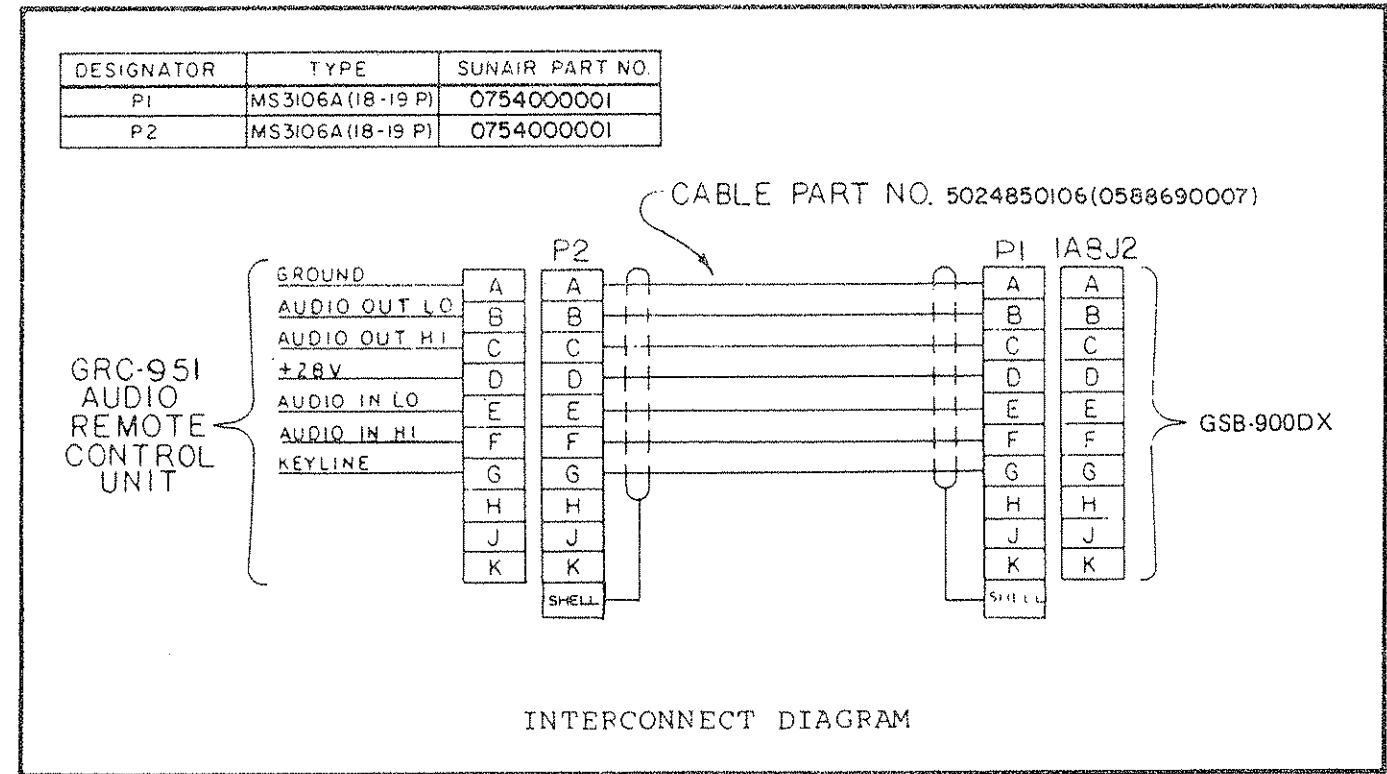 DESIGNATOR TYPE SUNAIR PART NO.
P1 MS3106A(18-19 P) 0754000001
P2 MS3106A(18-19 P) 0754000001
CABLE PART NO. 5024850106(0588690007)
P2 P1 1A8J2
GROUND A A A A
AUDIO OUT LO B B B B
AUDIO OUT HI C C C C
+28V D D D D
AUDIO IN LO E E E E
AUDIO IN HI F F F F
KEYLINE G G G G
H H H H
J J J J
K K K K
SHELL SHELL
GRC-951
AUDIO
REMOTE
CONTROL
UNIT
GSB-900DX
INTERCONNECT DIAGRAM